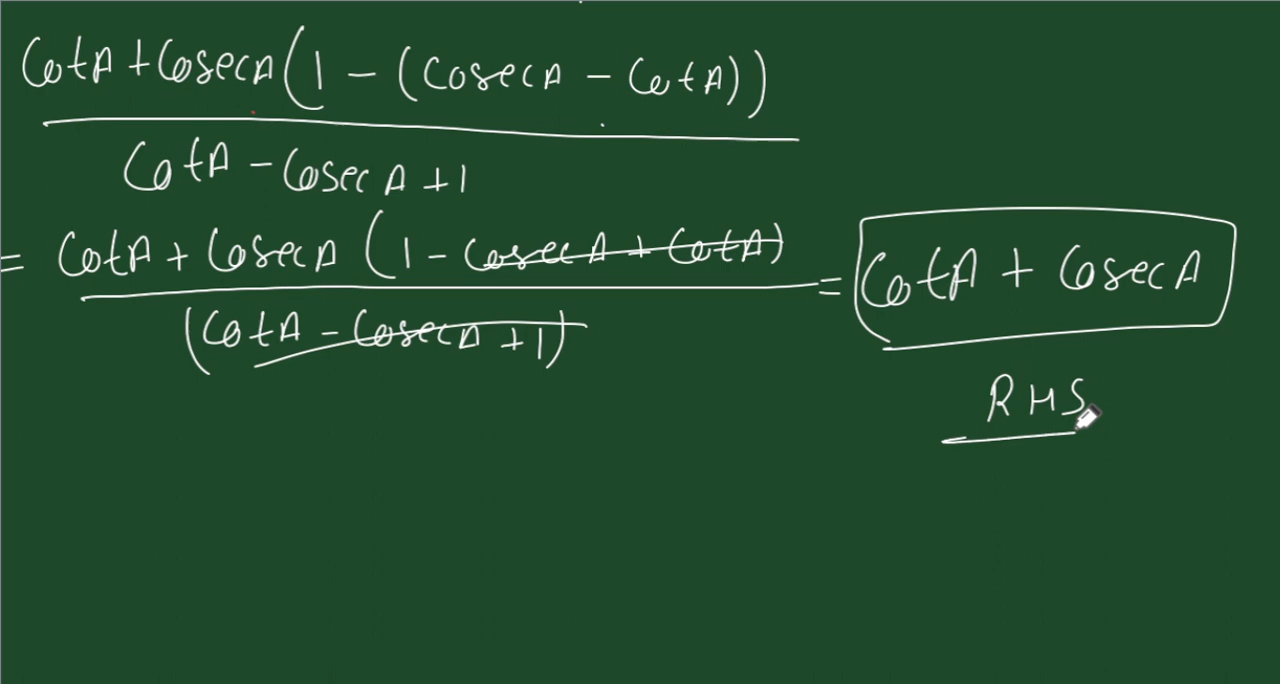 CotA + CosecA (1 - (CosecA - CotA))
CotA - CosecA + 1
= CotA + CosecA (1 - CosecA + CotA)
(CotA - CosecA + 1)
= CotA + CosecA
RHS